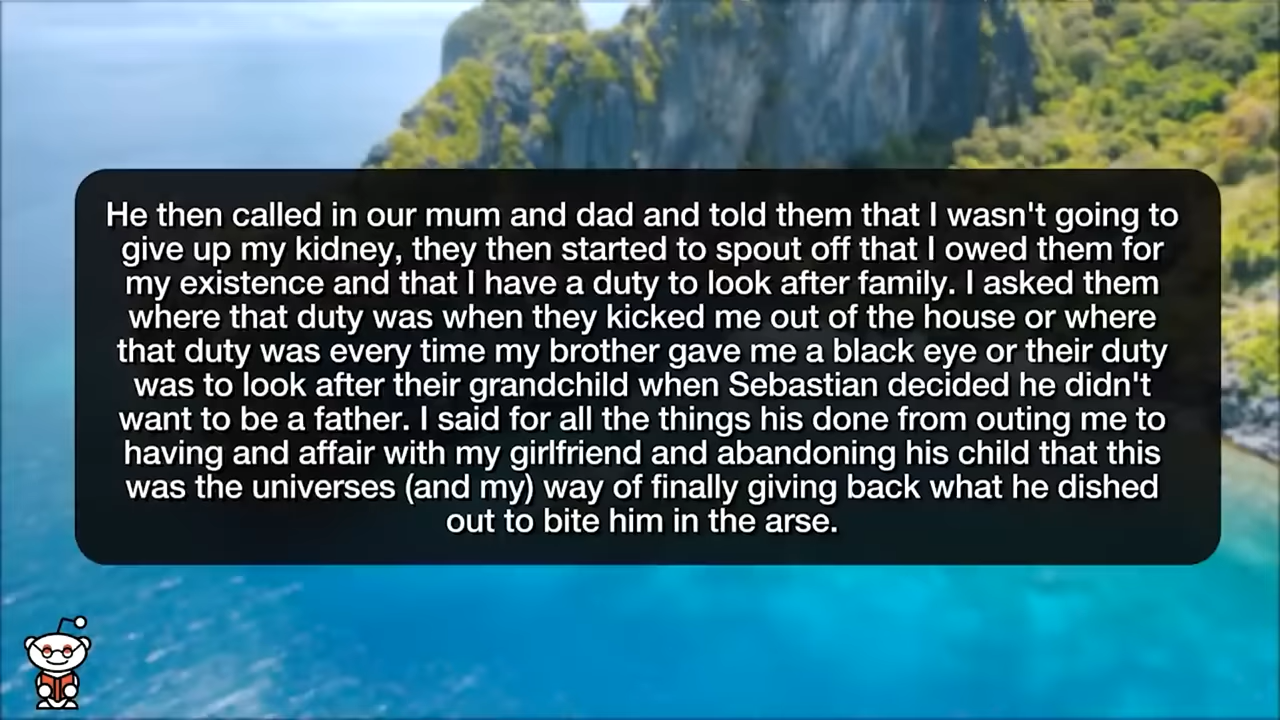 He then called in our mum and dad and told them that I wasn't going to
give up my kidney, they then started to spout off that I owed them for
my existence and that I have a duty to look after family. I asked them
where that duty was when they kicked me out of the house or where
that duty was every time my brother gave me a black eye or their duty
was to look after their grandchild when Sebastian decided he didn't
want to be a father. I said for all the things his done from outing me to
having and affair with my girlfriend and abandoning his child that this
was the universes (and my) way of finally giving back what he dished
out to bite him in the arse.